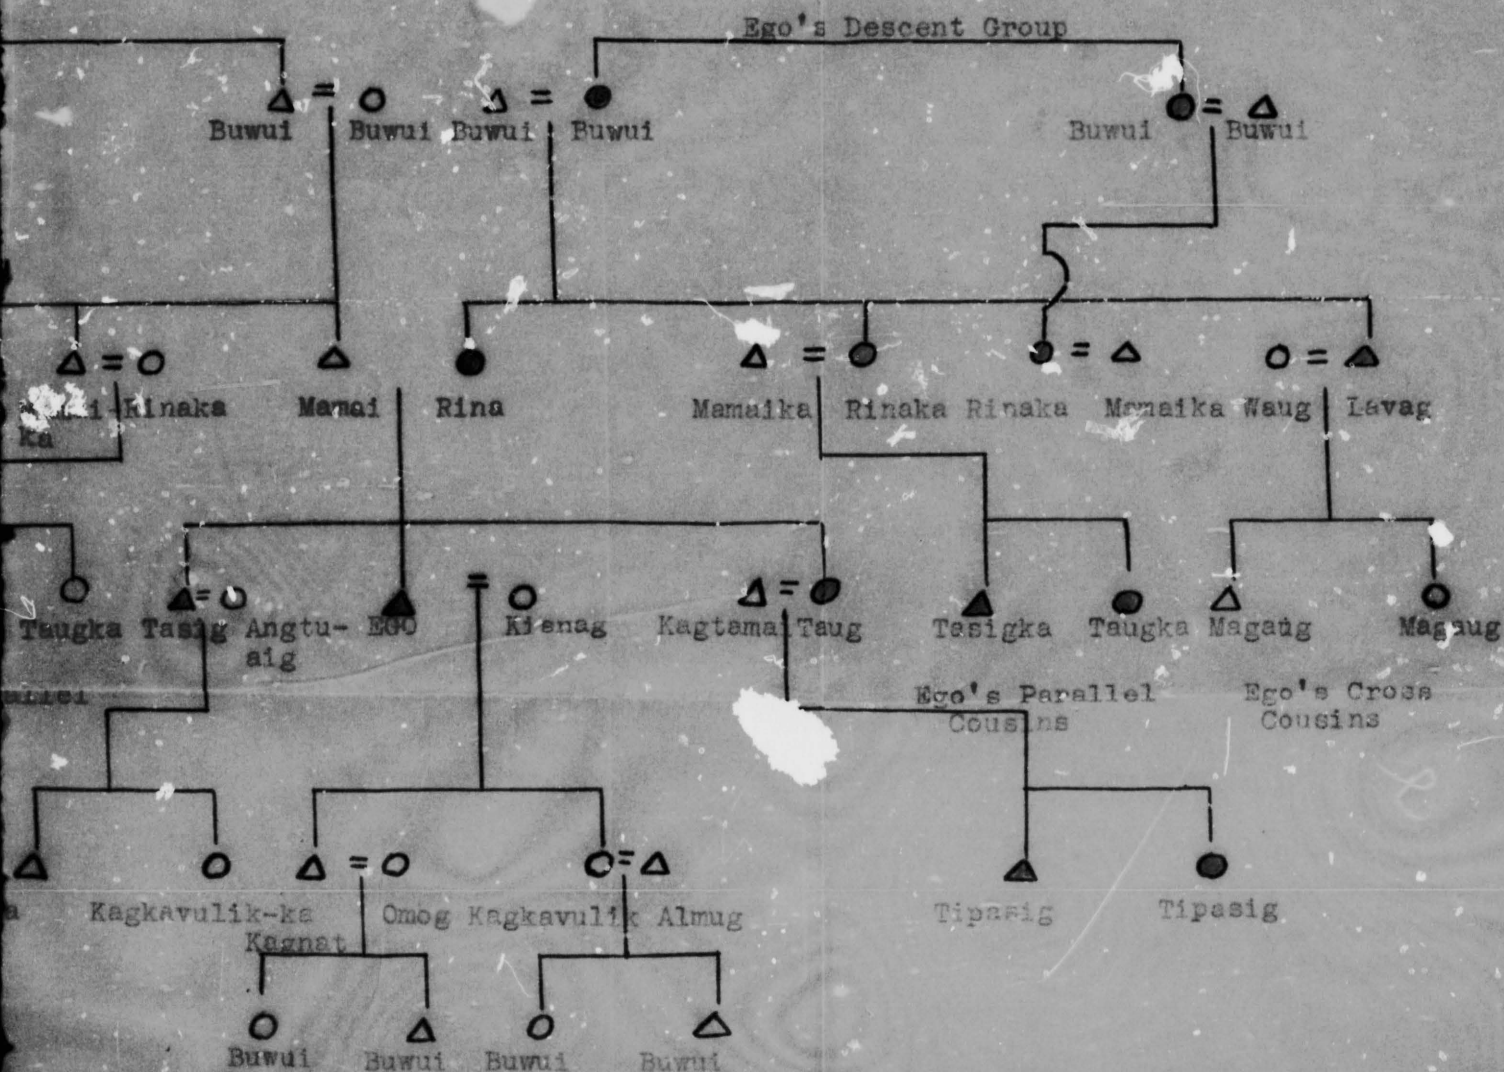 Ego's Descent Group
Buwui Buwui Buwui Buwui Buwui Buwui
Rinaka Mamai Rina Mamaika Rinaka Rinaka Mamaika Waug Lavag
ka
Taugka Tasig Angtu- EGO Kisnag Kagtamai Taug Tasigka Taugka Magaug Magaug
aig
Ego's Parallel Ego's Cross
Cousins Cousins
Kagkavulik-ka Omog Kagkavulik Almug Tipasig Tipasig
Kagnat
Buwui Buwui Buwui Buwui